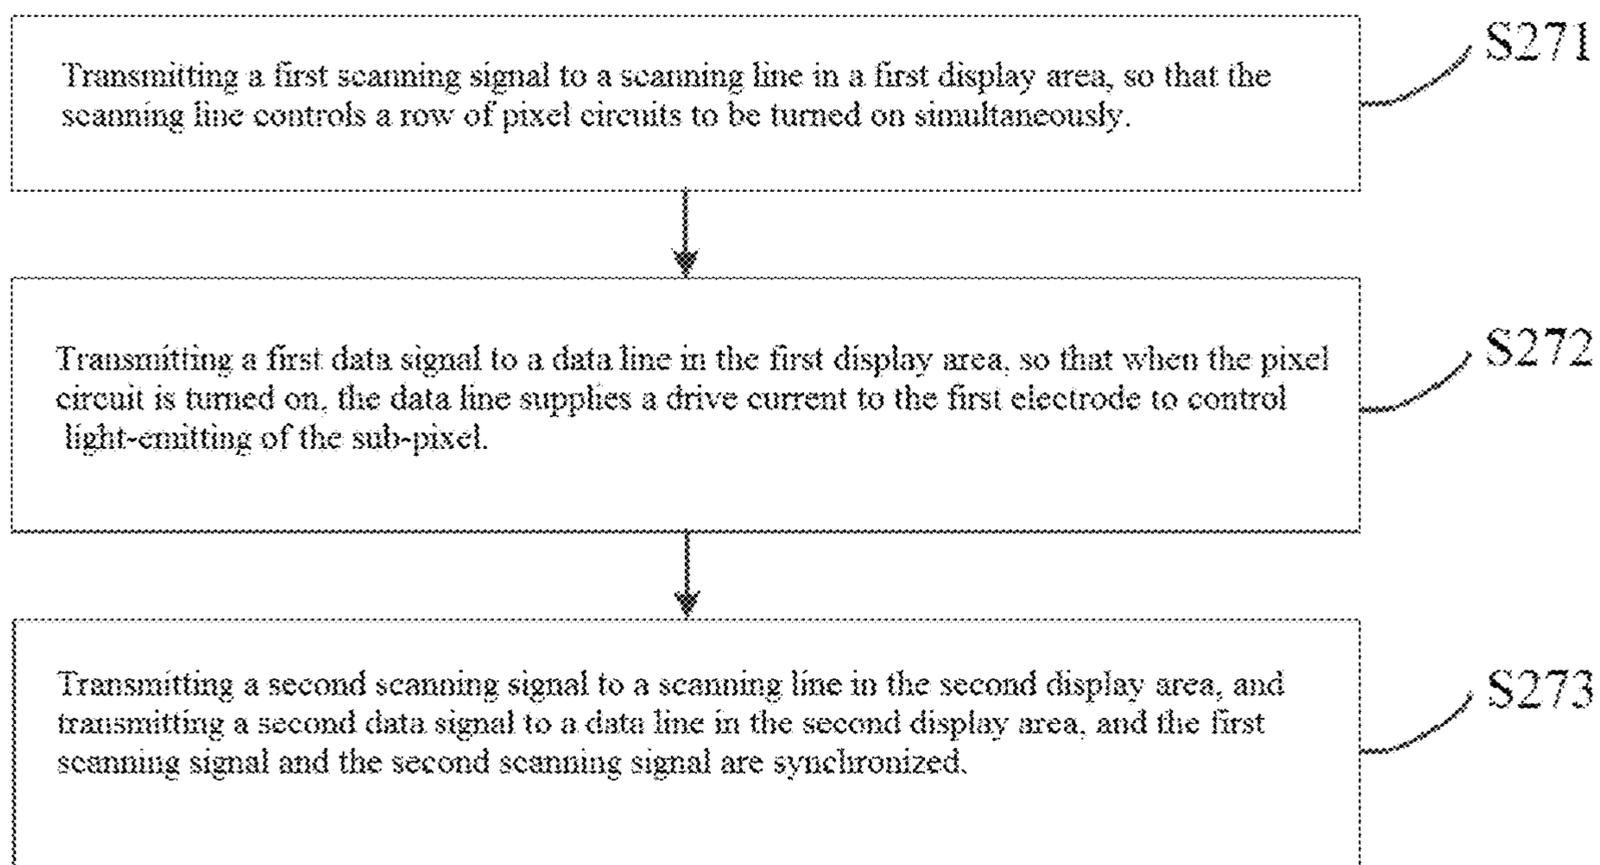 S271
Transmitting a first scanning signal to a scanning line in a first display area, so that the
scanning line controls a row of pixel circuits to be turned on simultaneously.
S272
Transmitting a first data signal to a data line in the first display area, so that when the pixel
circuit is turned on, the data line supplies a drive current to the first electrode to control
light-emitting of the sub-pixel.
S273
Transmitting a second scanning signal to a scanning line in the second display area, and
transmitting a second data signal to a data line in the second display area, and the first
scanning signal and the second scanning signal are synchronized.